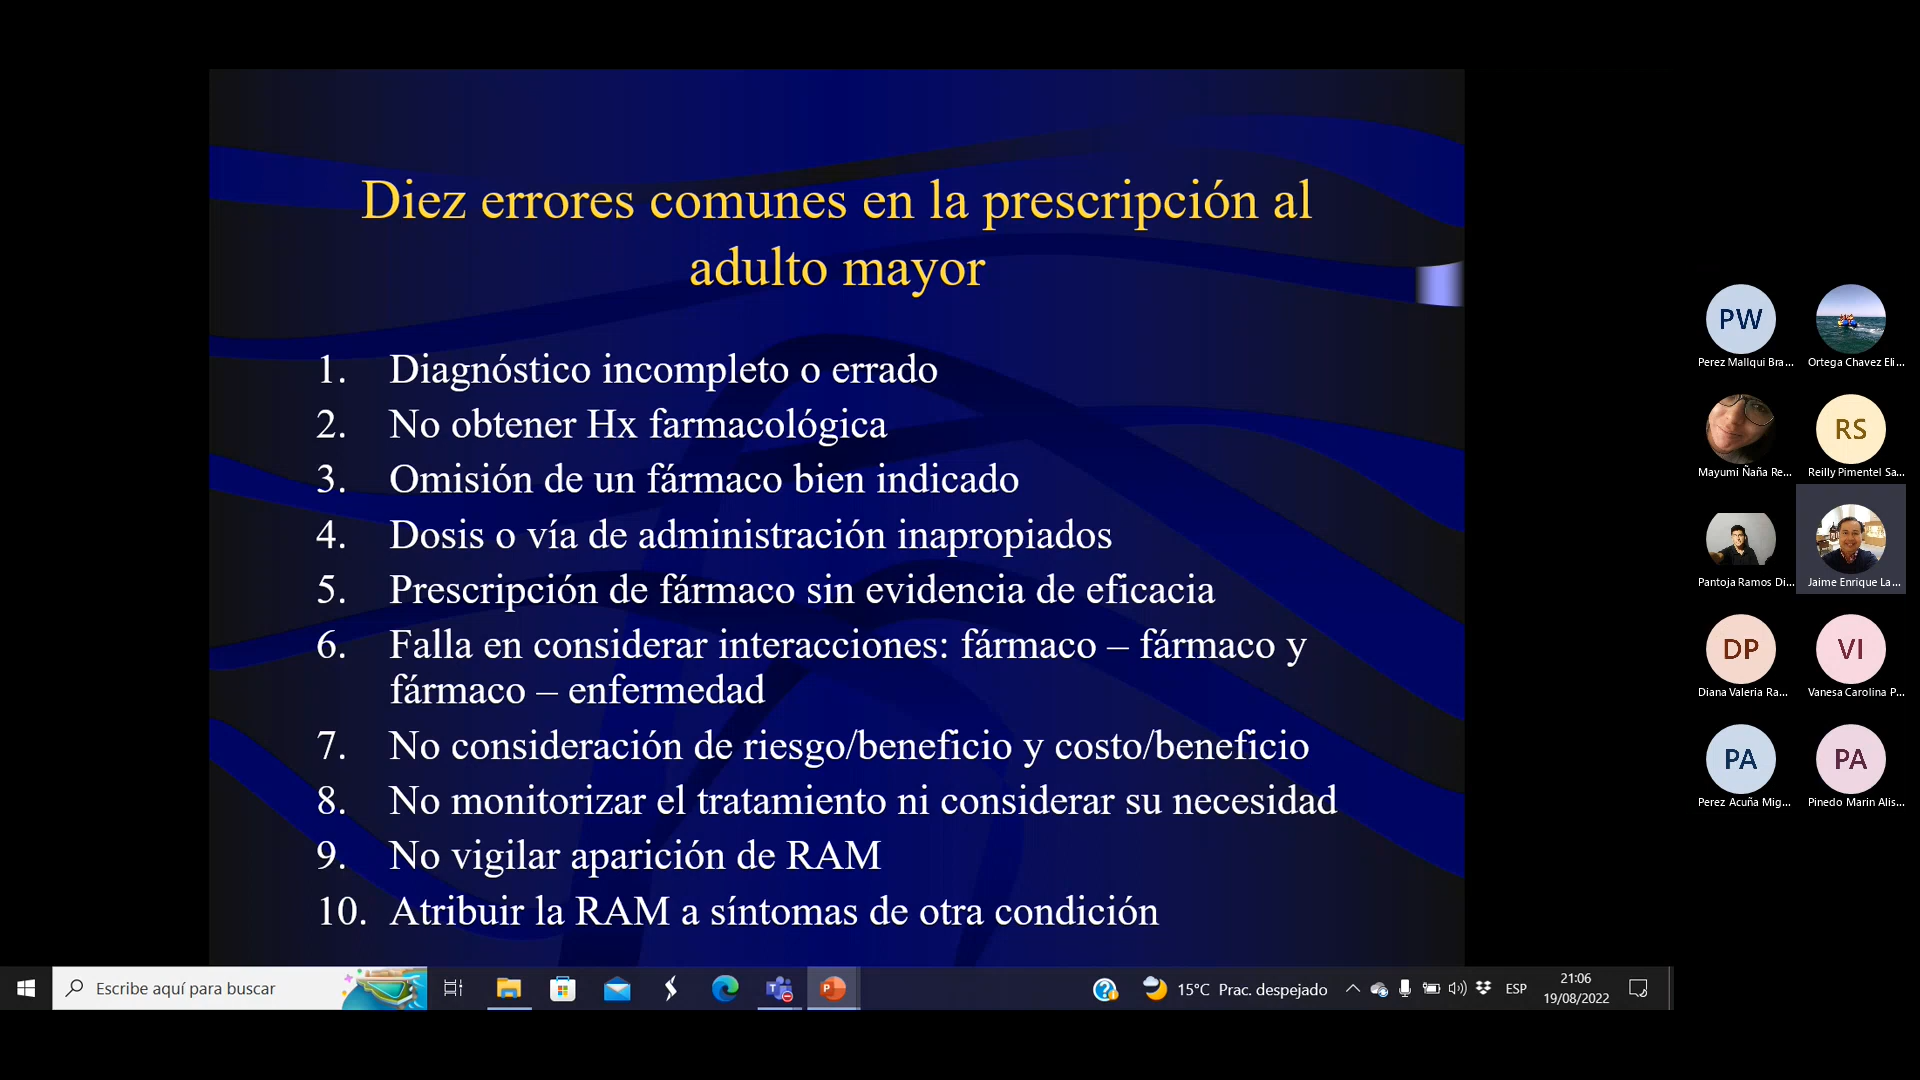 Diez errores comunes en la prescripción al
adulto mayor
1. Diagnóstico incompleto o errado
2. No obtener Hx farmacológica
3. Omisión de un fármaco bien indicado
4. Dosis o vía de administración inapropiados
5. Prescripción de fármaco sin evidencia de eficacia
6. Falla en considerar interacciones: fármaco – fármaco y
fármaco – enfermedad
7. No consideración de riesgo/beneficio y costo/beneficio
8. No monitorizar el tratamiento ni considerar su necesidad
9. No vigilar aparición de RAM
10. Atribuir la RAM a síntomas de otra condición
PW
Perez Mallqui Bra...
Ortega Chavez Eli...
Mayumi Ñaña Re...
RS
Reilly Pimentel Sa...
Pantoja Ramos Di...
Jaime Enrique La...
DP
Diana Valeria Ra...
VI
Vanesa Carolina P...
PA
Perez Acuña Mig...
PA
Pinedo Marin Alis...
Escribe aquí para buscar
15°C Prac. despejado
ESP
21:06
19/08/2022